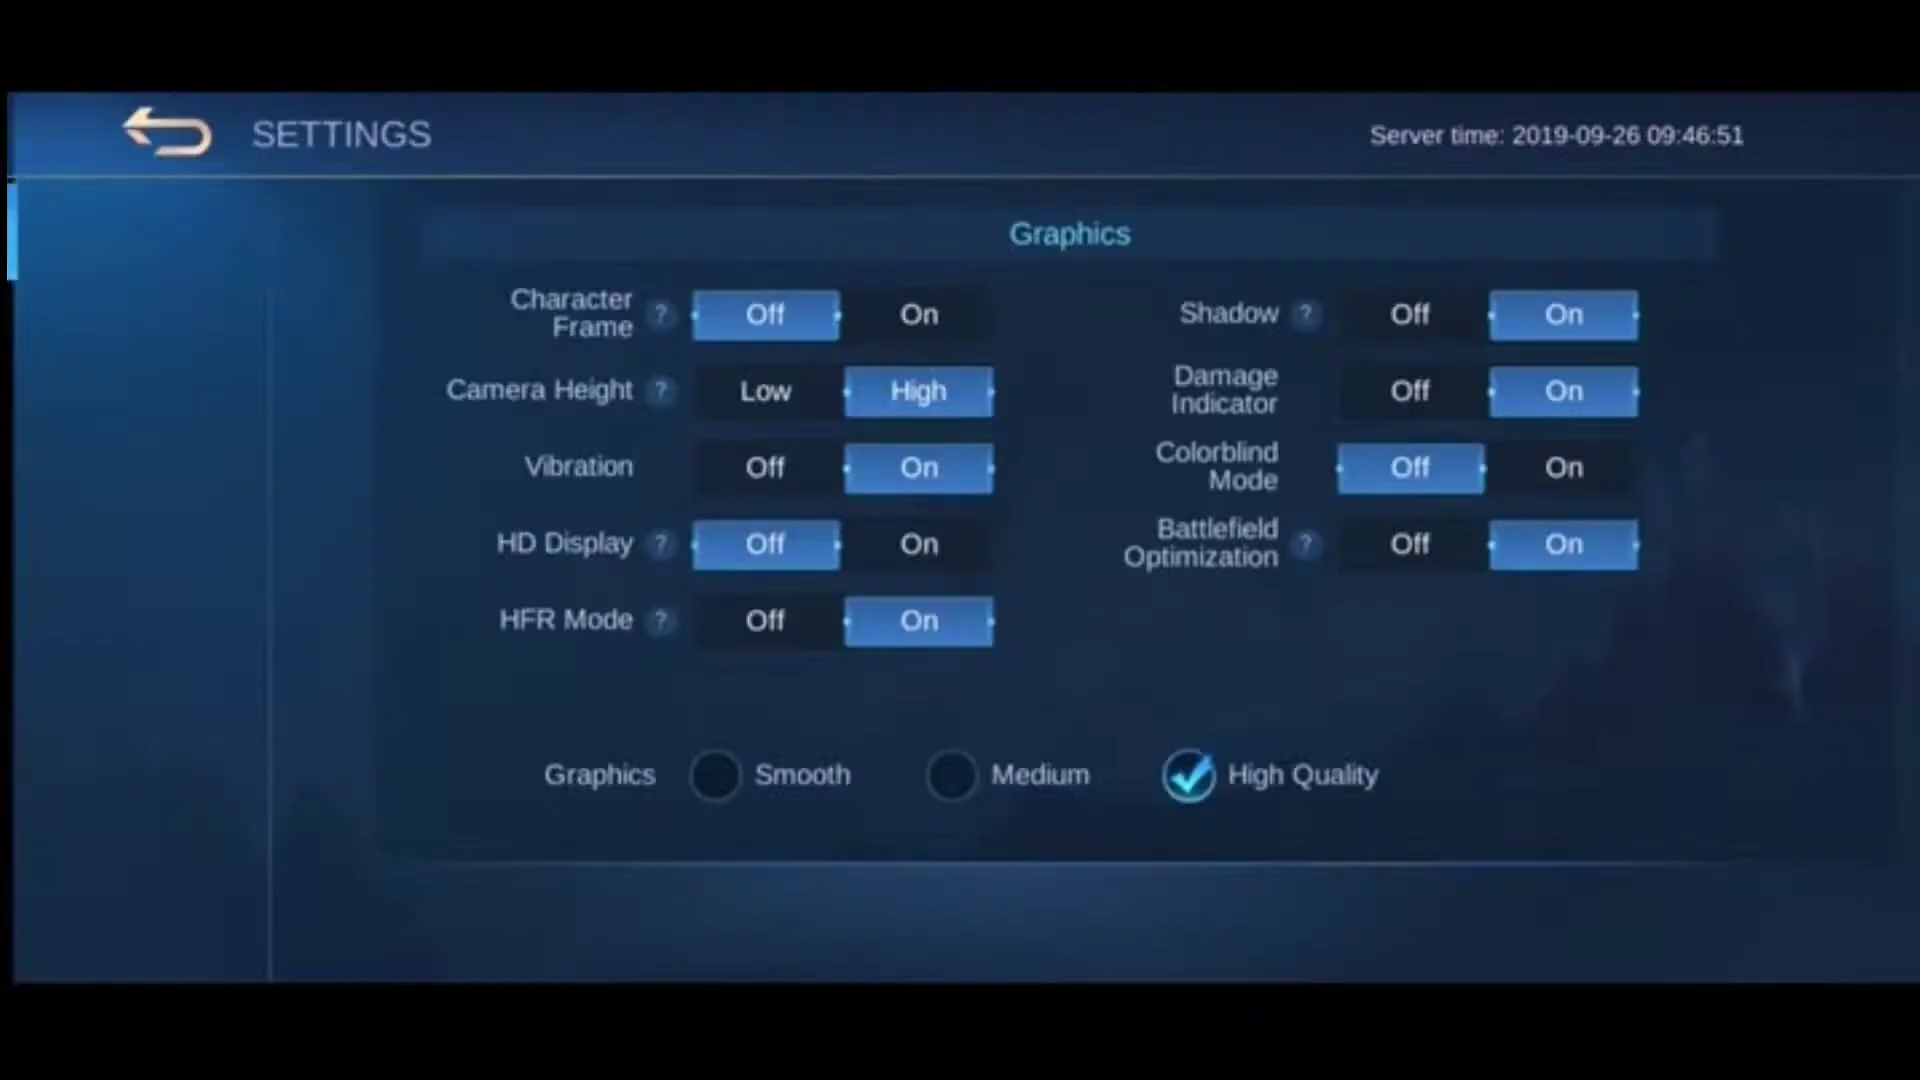 SETTINGS
Server time: 2019-09-26 09:46:51
Graphics
Character
Frame ? Off On
Shadow ? Off On
Camera Height ? Low High
Damage
Indicator Off On
Vibration Off On
Colorblind
Mode Off On
HD Display ? Off On
Battlefield
Optimization ? Off On
HFR Mode ? Off On
Graphics Smooth Medium High Quality